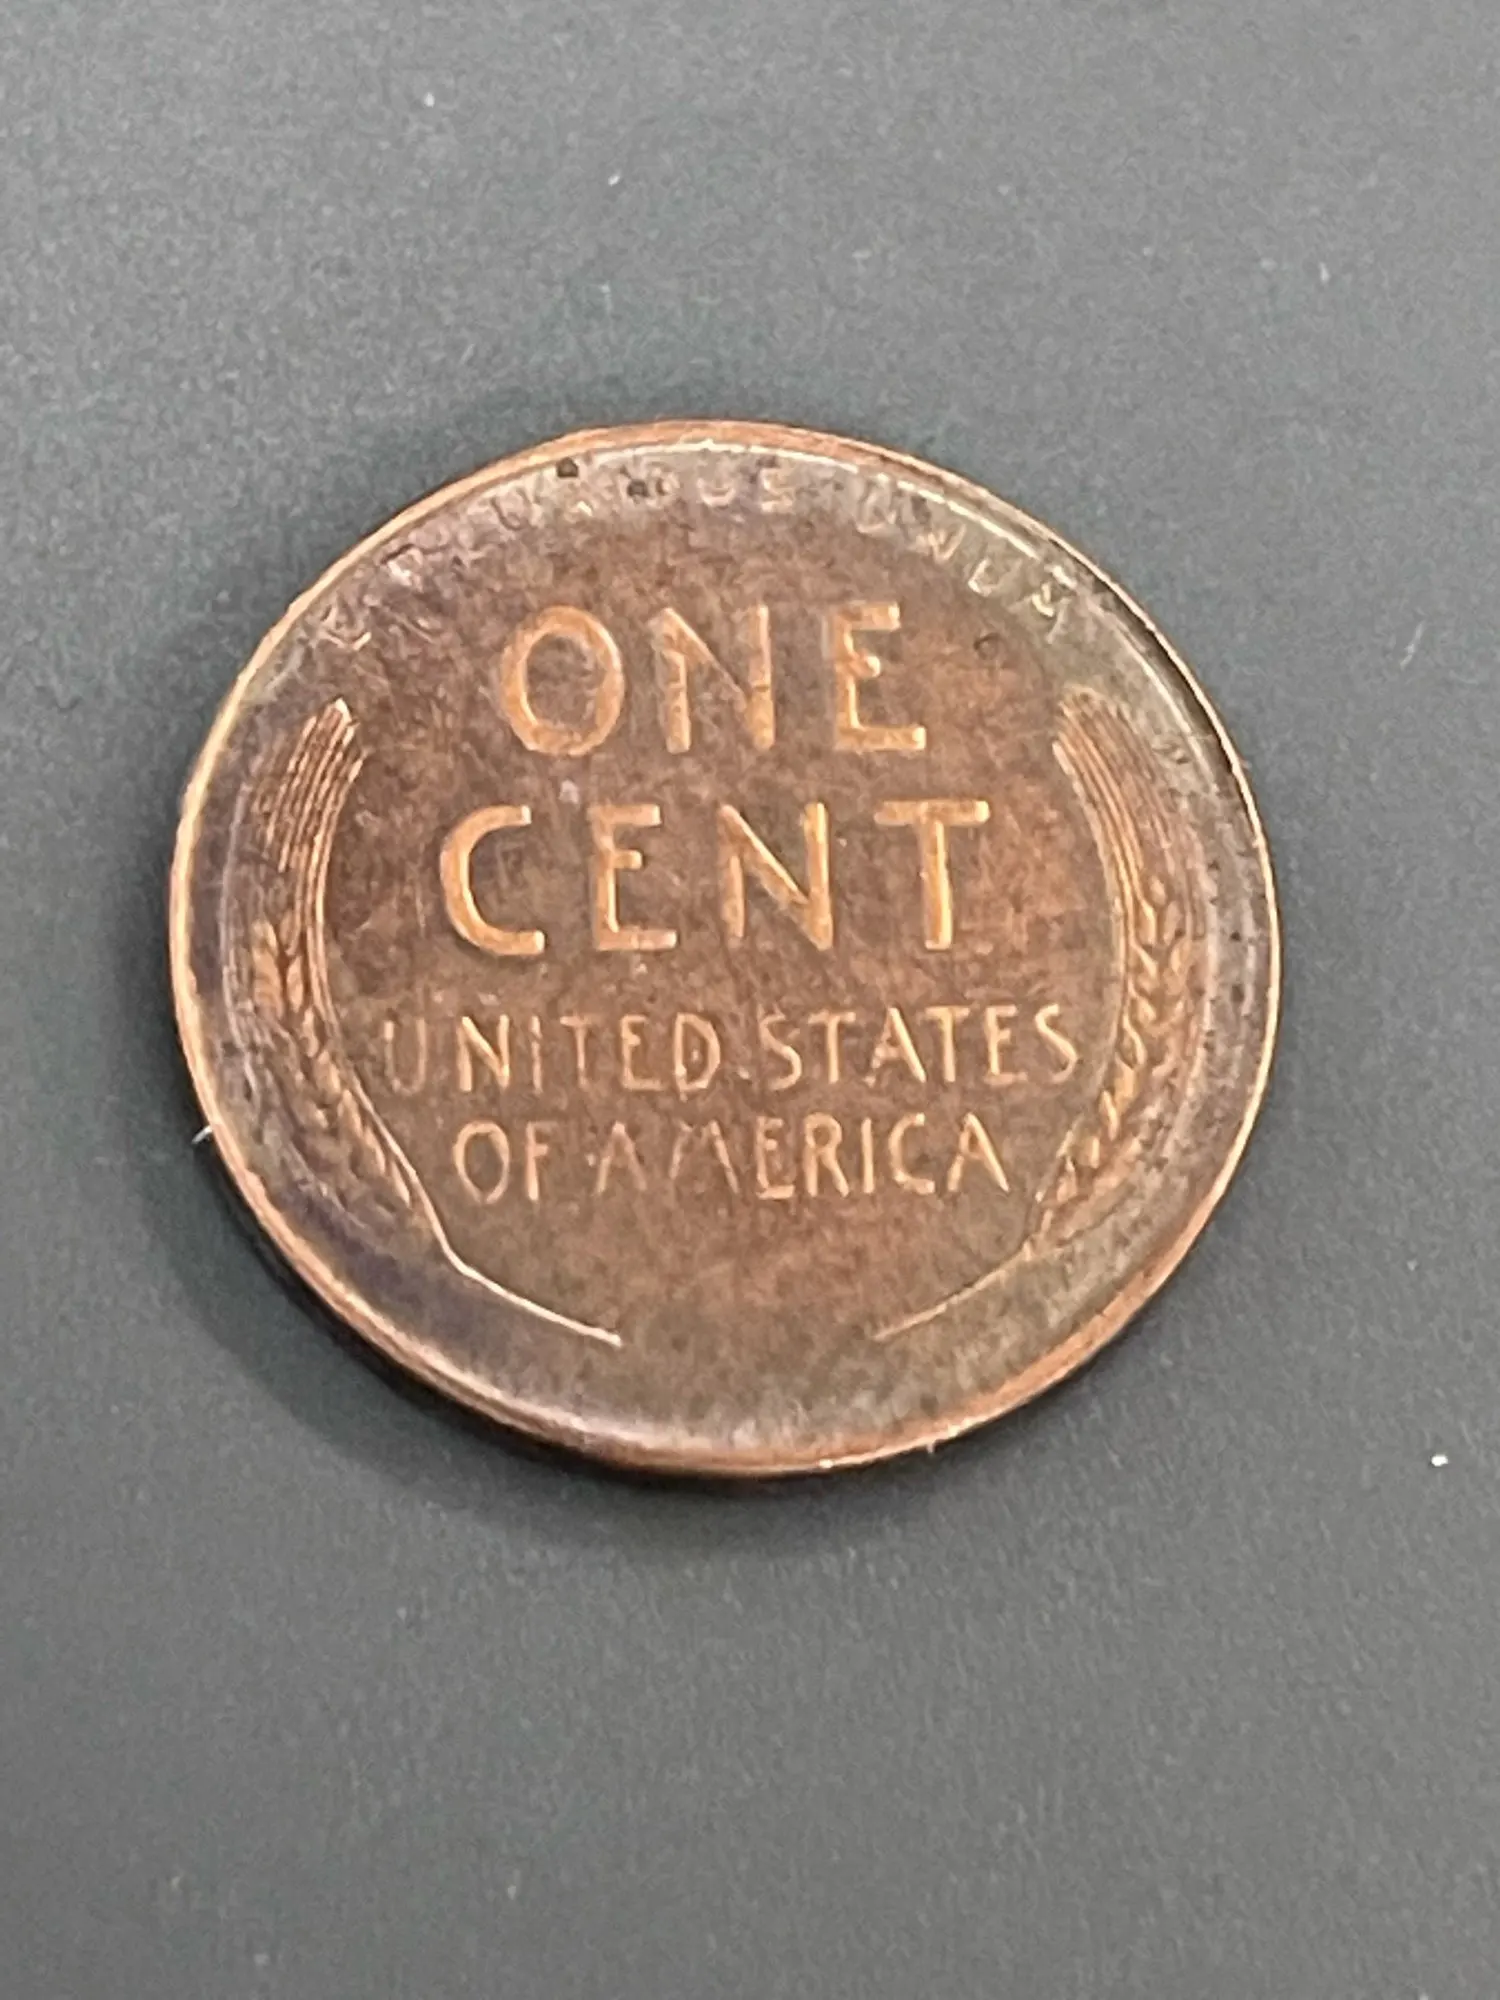 ONE
CENT
UNITED STATES
OF AMERICA